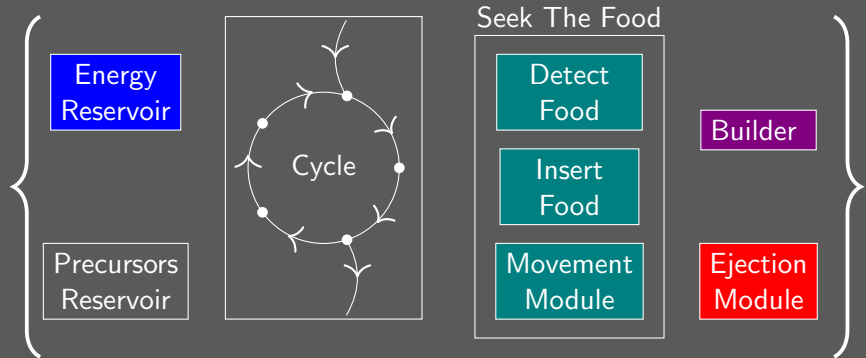 Seek The Food
Energy
Reservoir
Precursors
Reservoir
Cycle
Detect
Food
Insert
Food
Movement
Module
Builder
Ejection
Module